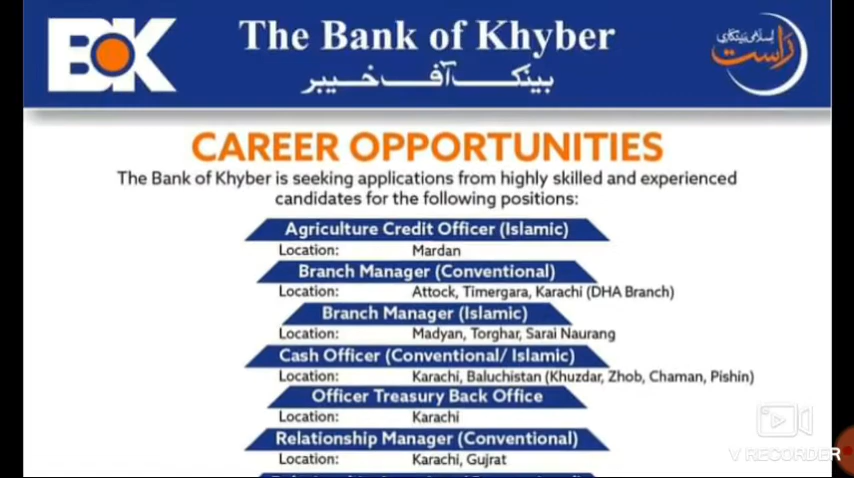 BOK
The Bank of Khyber
بینک آف خیبر
راست
اسلامی بینکاری
CAREER OPPORTUNITIES
The Bank of Khyber is seeking applications from highly skilled and experienced
candidates for the following positions:
Agriculture Credit Officer (Islamic)
Location: Mardan
Branch Manager (Conventional)
Location: Attock, Timergara, Karachi (DHA Branch)
Branch Manager (Islamic)
Location: Madyan, Torghar, Sarai Naurang
Cash Officer (Conventional/ Islamic)
Location: Karachi, Baluchistan (Khuzdar, Zhob, Chaman, Pishin)
Officer Treasury Back Office
Location: Karachi
Relationship Manager (Conventional)
Location: Karachi, Gujrat
V RECORDER